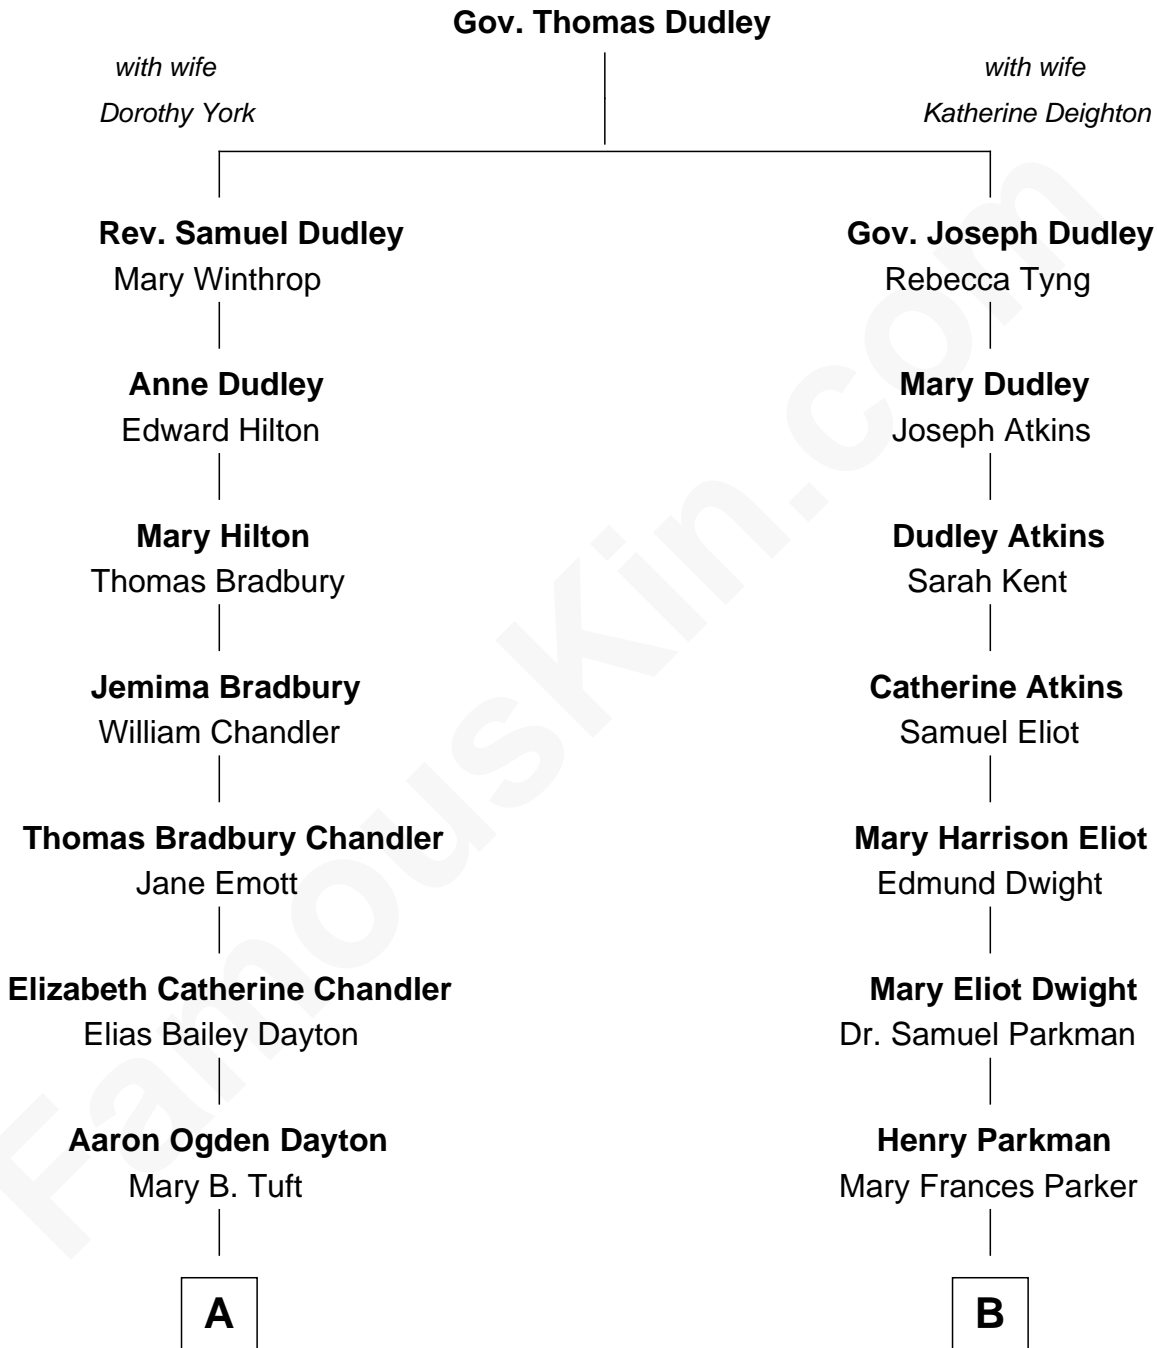 Gov. Thomas Dudley
with wife
Dorothy York
with wife
Katherine Deighton
Rev. Samuel Dudley
Mary Winthrop
Gov. Joseph Dudley
Rebecca Tyng
Anne Dudley
Edward Hilton
Mary Dudley
Joseph Atkins
Mary Hilton
Thomas Bradbury
Dudley Atkins
Sarah Kent
Jemima Bradbury
William Chandler
Catherine Atkins
Samuel Eliot
Thomas Bradbury Chandler
Jane Emott
Mary Harrison Eliot
Edmund Dwight
Elizabeth Catherine Chandler
Elias Bailey Dayton
Mary Eliot Dwight
Dr. Samuel Parkman
Aaron Ogden Dayton
Mary B. Tuft
Henry Parkman
Mary Frances Parker
A
B
FamousKin.com